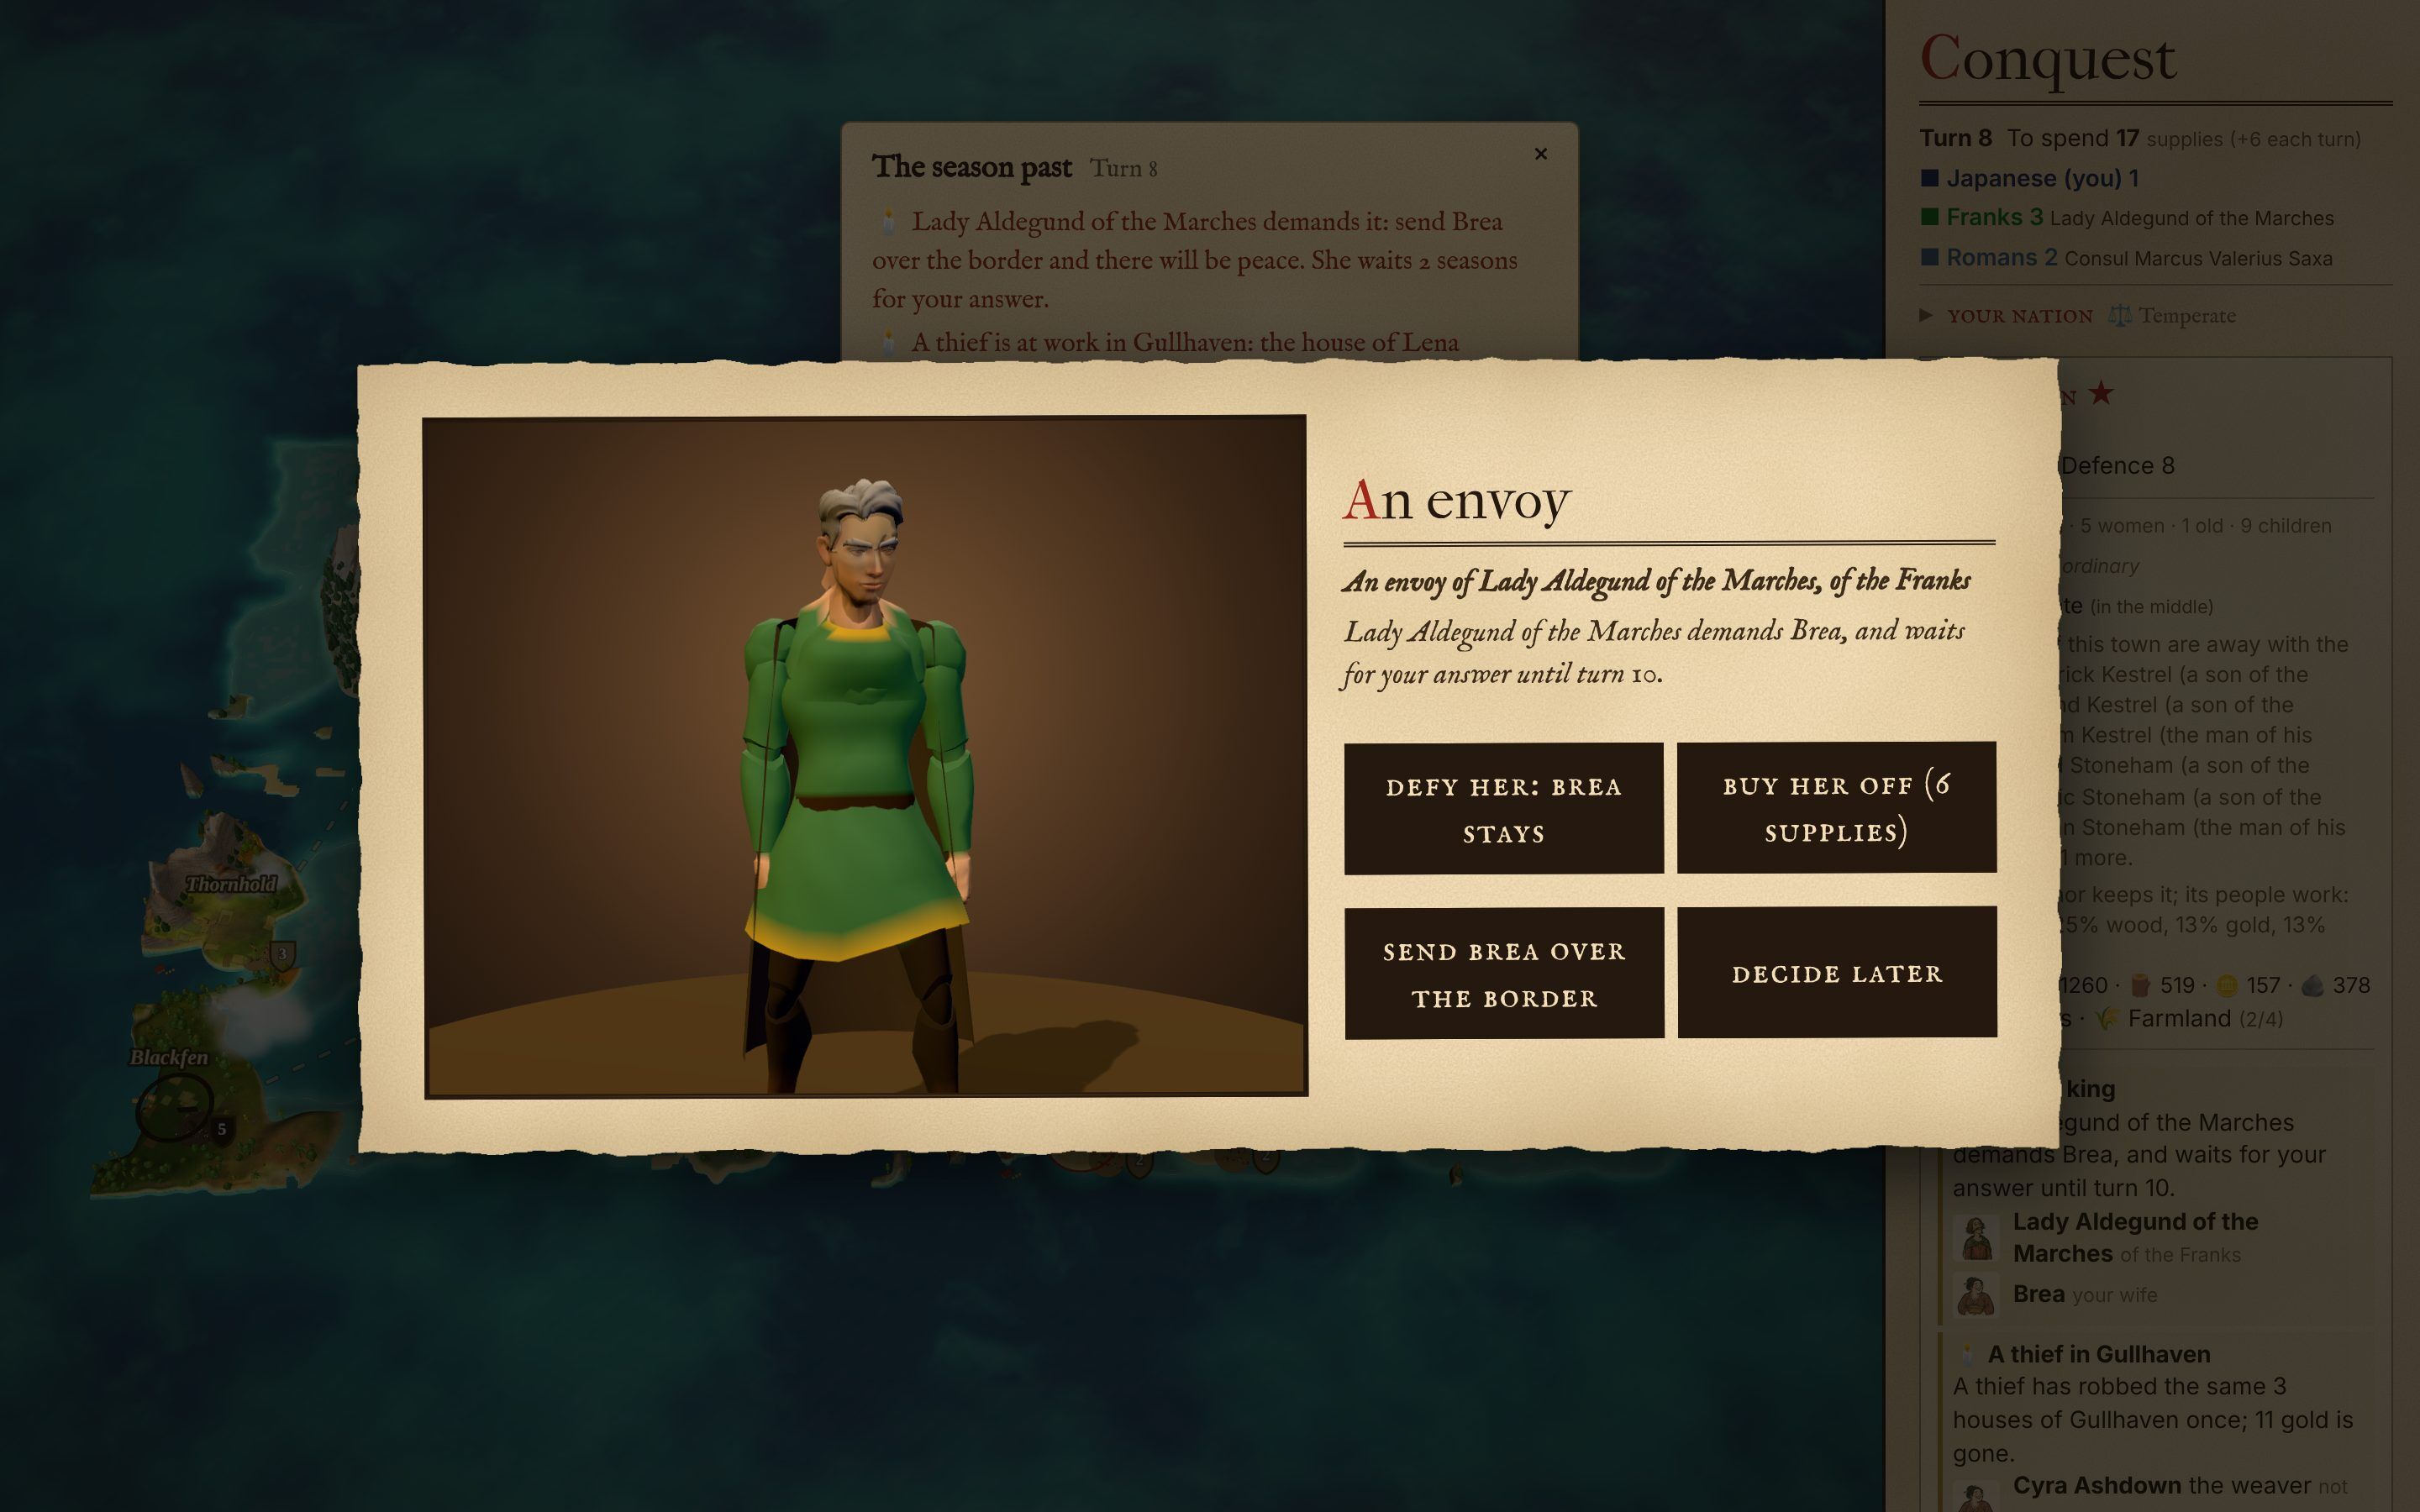 Conquest
Turn 8 To spend 17 supplies (+6 each turn)
Japanese (you) 1
Franks 3 Lady Aldegund of the Marches
Romans 2 Consul Marcus Valerius Saxa
YOUR NATION Temperate
The season past Turn 8
×
Lady Aldegund of the Marches demands it: send Brea
over the border and there will be peace. She waits 2 seasons
for your answer.
A thief is at work in Gullhaven: the house of Lena
An envoy
An envoy of Lady Aldegund of the Marches, of the Franks
Lady Aldegund of the Marches demands Brea, and waits
for your answer until turn 10.
DEFY HER: BREA
STAYS
BUY HER OFF (6
SUPPLIES)
SEND BREA OVER
THE BORDER
DECIDE LATER
Thornhold
3
Blackfen
5
2
2
Defence 8
· 5 women · 1 old · 9 children
ordinary
(in the middle)
this town are away with the
Kestrel (a son of the
Kestrel (a son of the
Kestrel (the man of his
Stoneham (a son of the
Stoneham (a son of the
Stoneham (the man of his
1 more.
keeps it; its people work:
5% wood, 13% gold, 13%
1260 · 519 · 157 · 378
· Farmland (2/4)
king
of the Marches
demands Brea, and waits for your
answer until turn 10.
Lady Aldegund of the
Marches of the Franks
Brea your wife
A thief in Gullhaven
A thief has robbed the same 3
houses of Gullhaven once; 11 gold is
gone.
Cyra Ashdown the weaver not